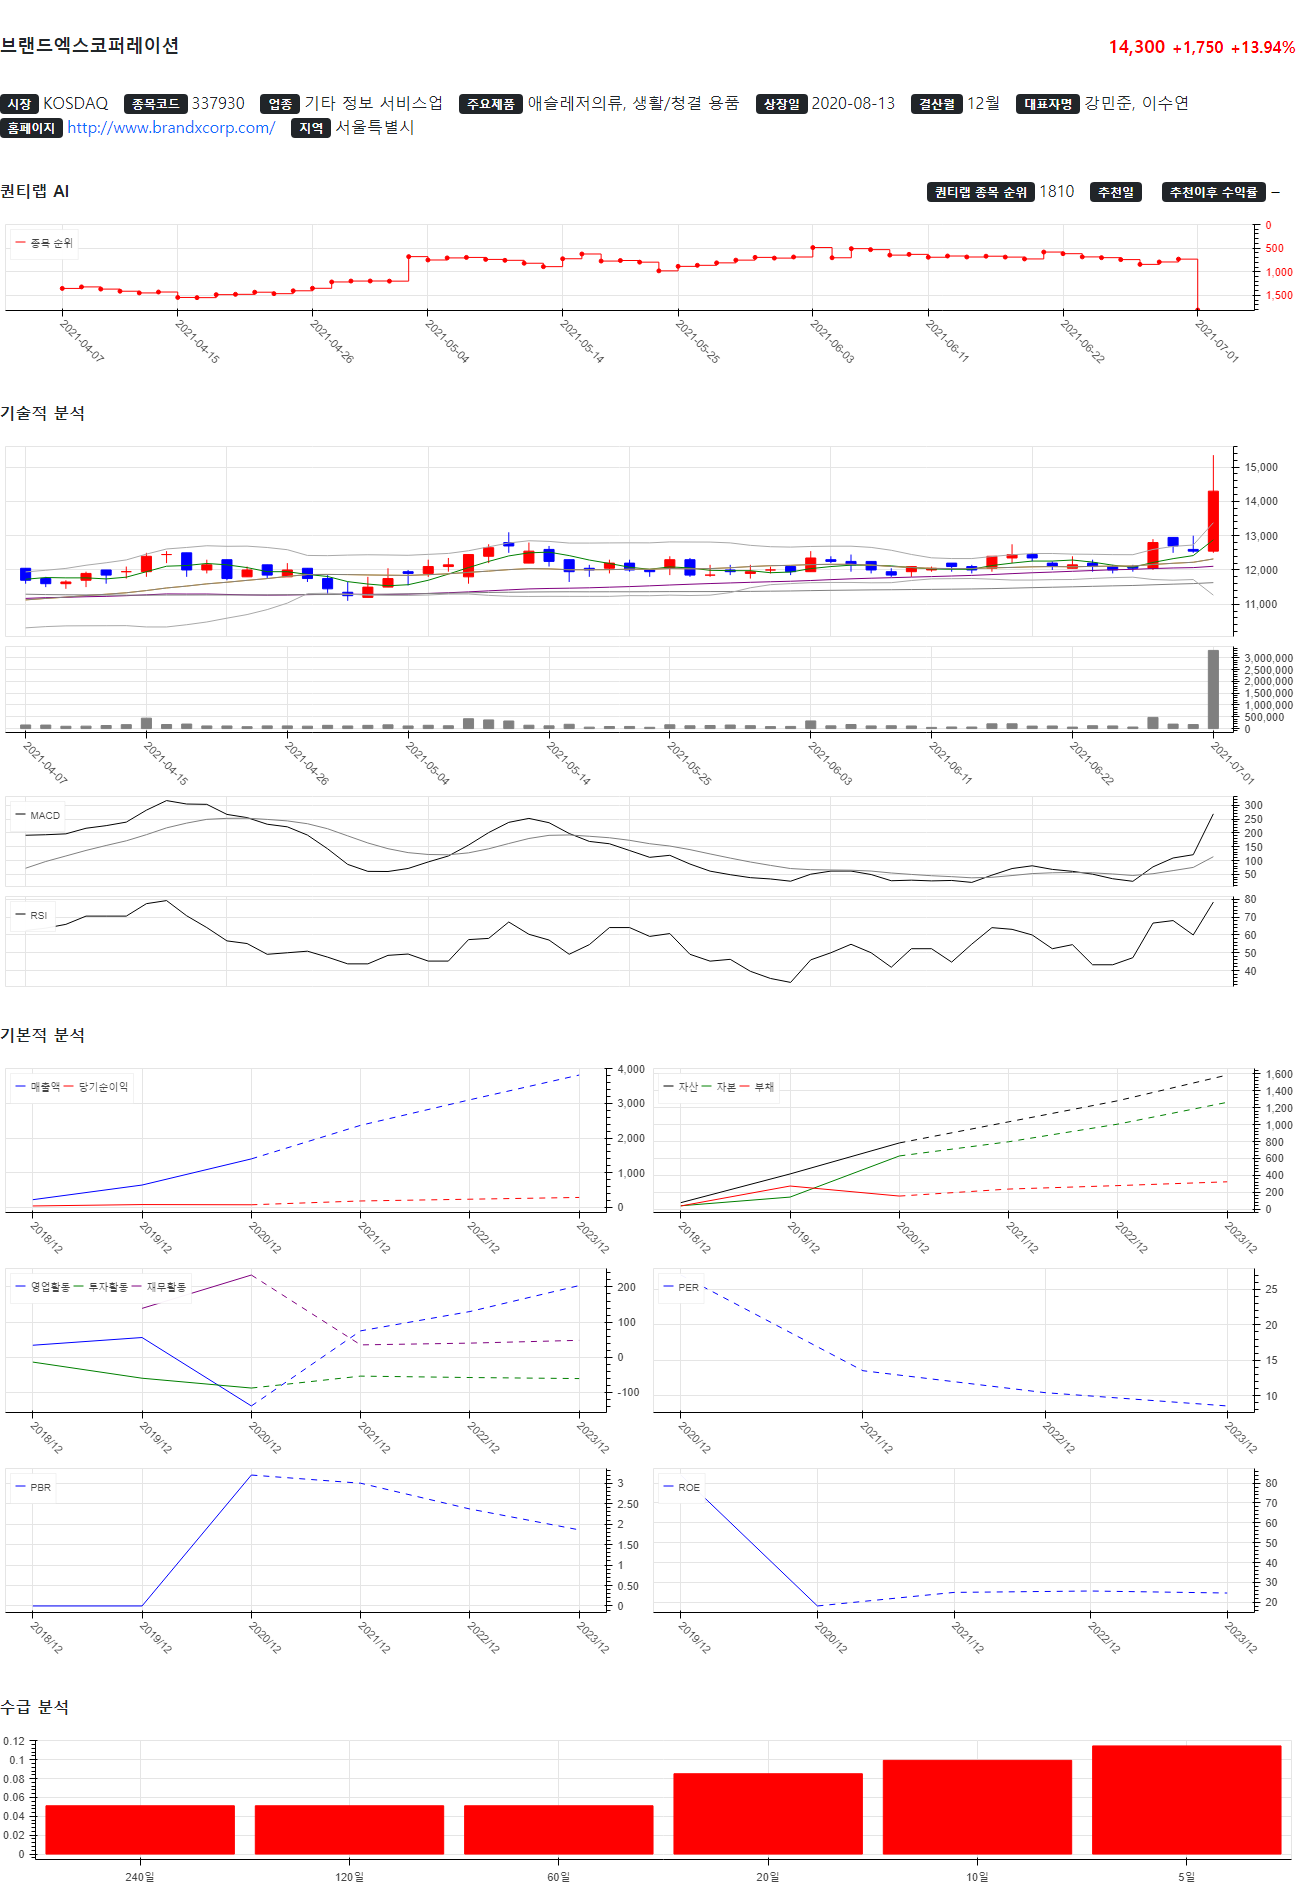 브랜드엑스코퍼레이션 14,300 +1,750 +13.94%
시장 KOSDAQ 종목코드 337930 업종 기타 정보 서비스업 주요제품 애슬레저의류, 생활/청결 용품 상장일 2020-08-13 결산월 12월 대표자명 강민준, 이수연
홈페이지 http://www.brandxcorp.com/ 지역 서울특별시
퀀티랩 AI 퀀티랩 종목 순위 1810 추천일 추천이후 수익률 –
종목 순위
0
500
1,000
1,500
2021-04-07 2021-04-15 2021-04-26 2021-05-04 2021-05-14 2021-05-25 2021-06-03 2021-06-11 2021-06-22 2021-07-01
기술적 분석
15,000
14,000
13,000
12,000
11,000
3,000,000
2,500,000
2,000,000
1,500,000
1,000,000
500,000
0
2021-04-07 2021-04-15 2021-04-26 2021-05-04 2021-05-14 2021-05-25 2021-06-03 2021-06-11 2021-06-22 2021-07-01
MACD
300
250
200
150
100
50
RSI
80
70
60
50
40
기본적 분석
매출액 당기순이익
4,000
3,000
2,000
1,000
0
2018/12 2019/12 2020/12 2021/12 2022/12 2023/12
자산 자본 부채
1,600
1,400
1,200
1,000
800
600
400
200
0
2018/12 2019/12 2020/12 2021/12 2022/12 2023/12
영업활동 투자활동 재무활동
200
100
0
-100
2018/12 2019/12 2020/12 2021/12 2022/12 2023/12
PER
25
20
15
10
2020/12 2021/12 2022/12 2023/12
PBR
3
2.50
2
1.50
1
0.50
0
2018/12 2019/12 2020/12 2021/12 2022/12 2023/12
ROE
80
70
60
50
40
30
20
2019/12 2020/12 2021/12 2022/12 2023/12
수급 분석
0.12
0.1
0.08
0.06
0.04
0.02
0
240일 120일 60일 20일 10일 5일